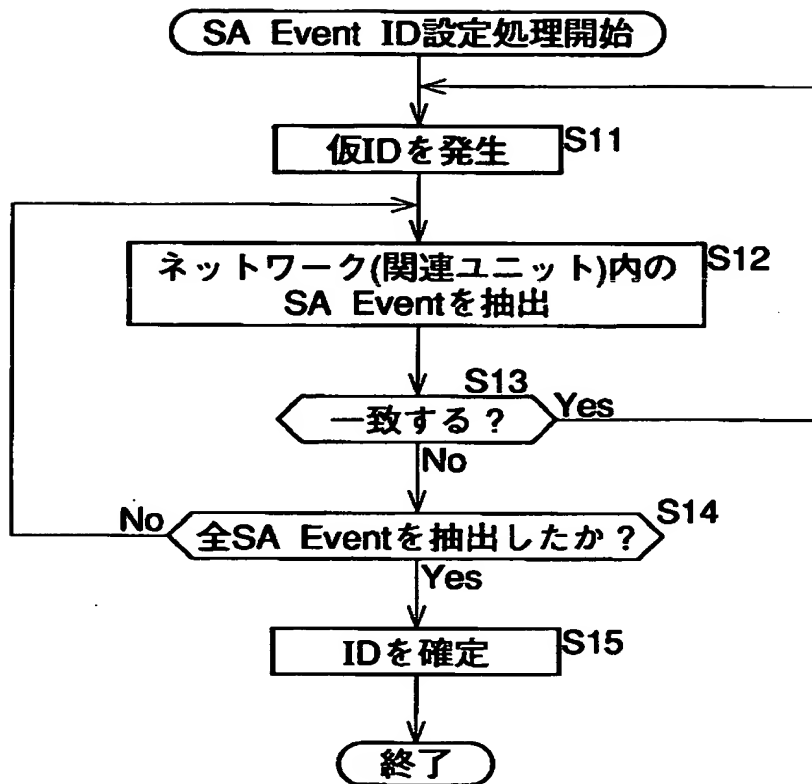 SA Event ID設定処理開始
仮IDを発生
S11
ネットワーク(関連ユニット)内の
SA Eventを抽出
S12
S13
一致する？
Yes
No
S14
全SA Eventを抽出したか？
No
Yes
IDを確定
S15
終了